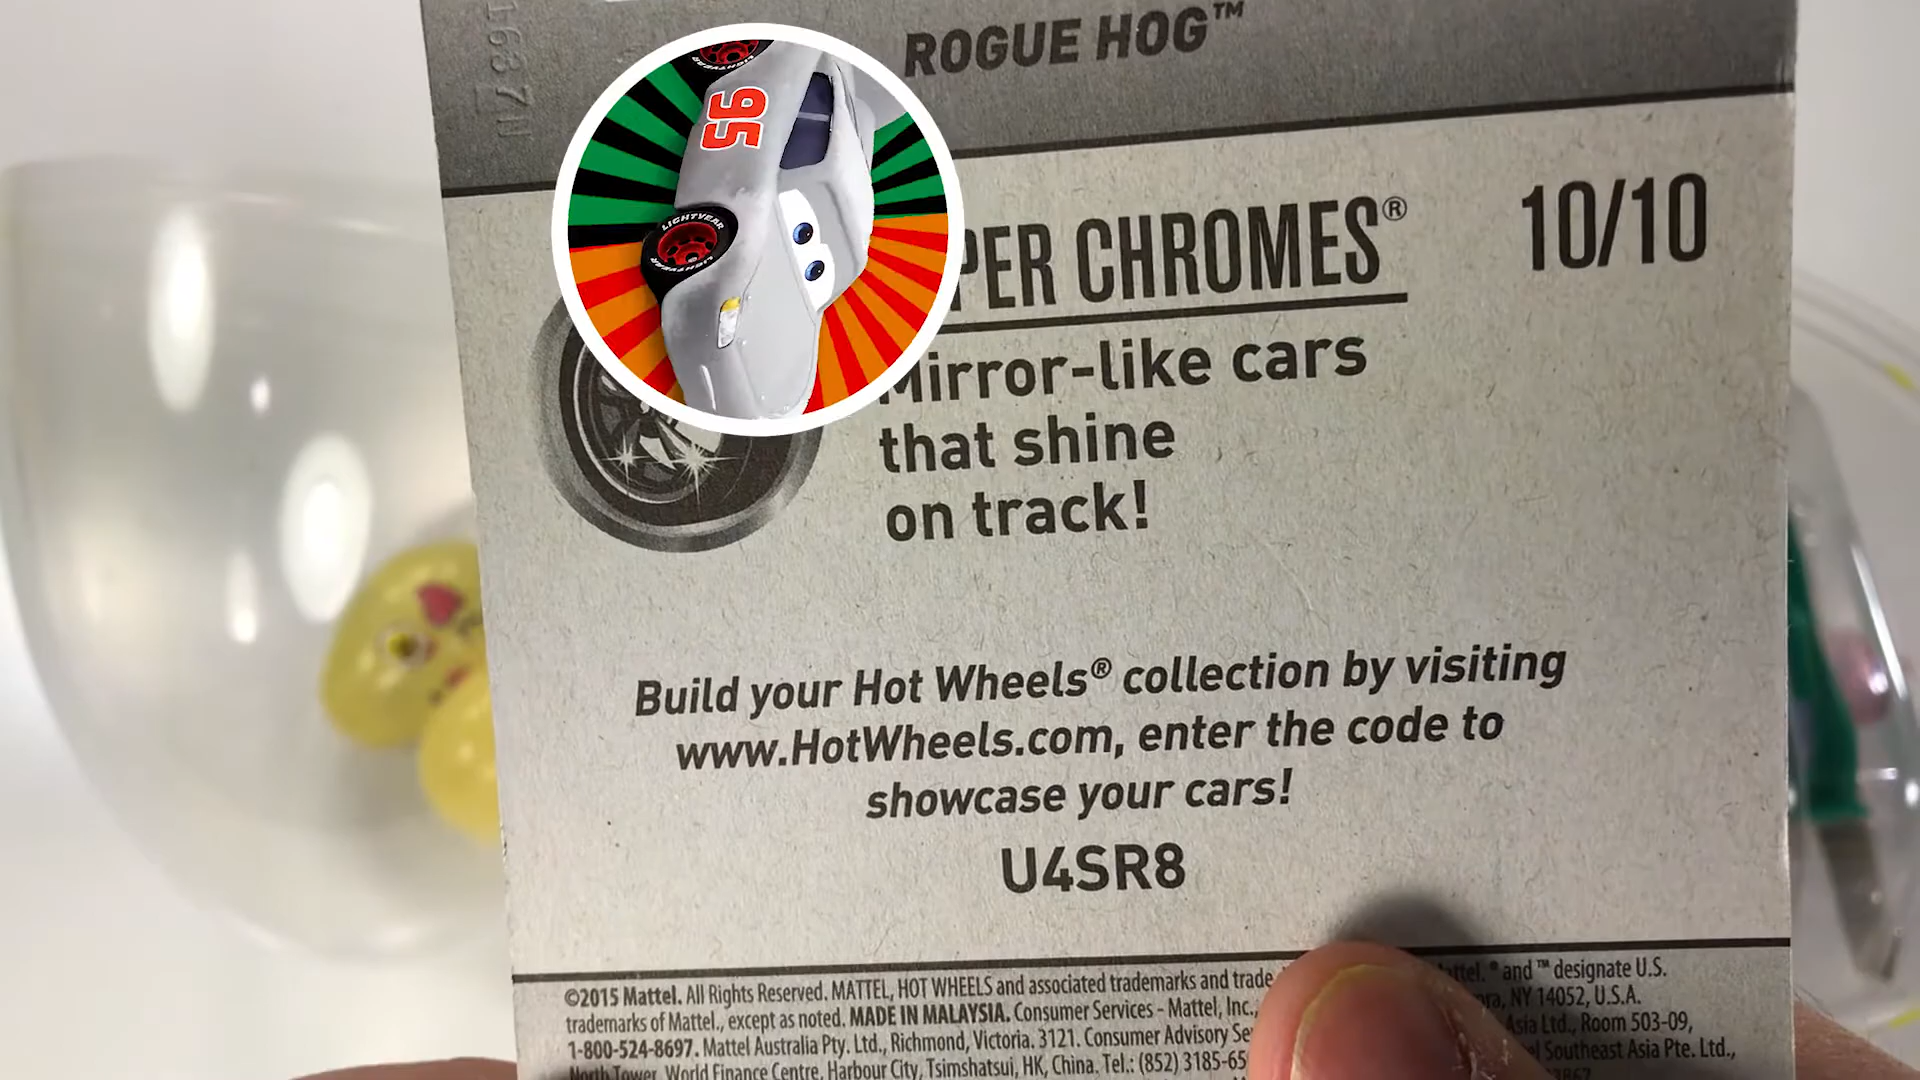 ROGUE HOG™
PER CHROMES®
10/10
Mirror-like cars
that shine
on track!
Build your Hot Wheels® collection by visiting
www.HotWheels.com, enter the code to
showcase your cars!
U4SR8
©2015 Mattel. All Rights Reserved. MATTEL, HOT WHEELS and associated trademarks and trade ® and ™ designate U.S.
trademarks of Mattel., except as noted. MADE IN MALAYSIA. Consumer Services - Mattel, Inc., NY 14052, U.S.A.
1-800-524-8697. Mattel Australia Pty. Ltd., Richmond, Victoria. 3121. Consumer Advisory Asia Ltd., Room 503-09,
North Tower, World Finance Centre, Harbour City, Tsimshatsui, HK, China. Tel.: (852) 3185-65 Southeast Asia Pte. Ltd.,
95
LIGHTYEAR
LIGHTYEAR